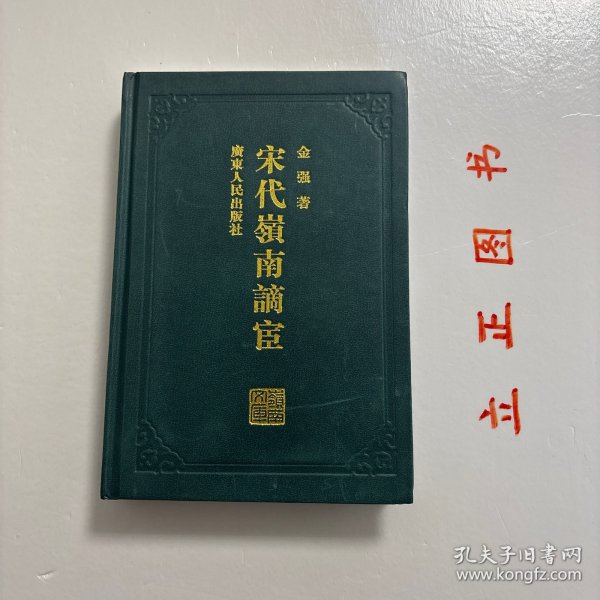 金强著
宋代嶺南謫宦
廣東人民出版社
嶺南文庫
立正图书
孔夫子旧書网
www.kongfz.com